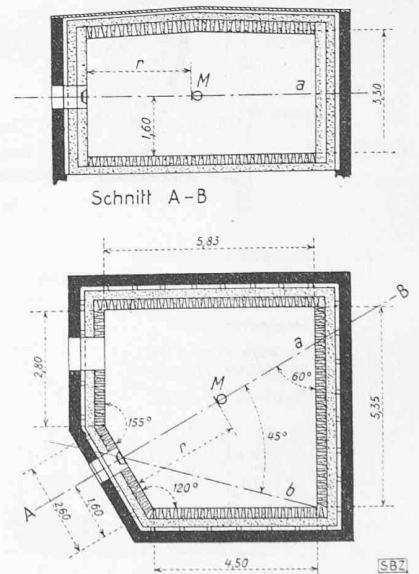 r
M
a
1,60
3,30
Schnitt A-B
5,83
B
a
60°
M
2,80
155°
r
45°
5,35
120°
b
A
2,60
1,60
4,50
SBZ